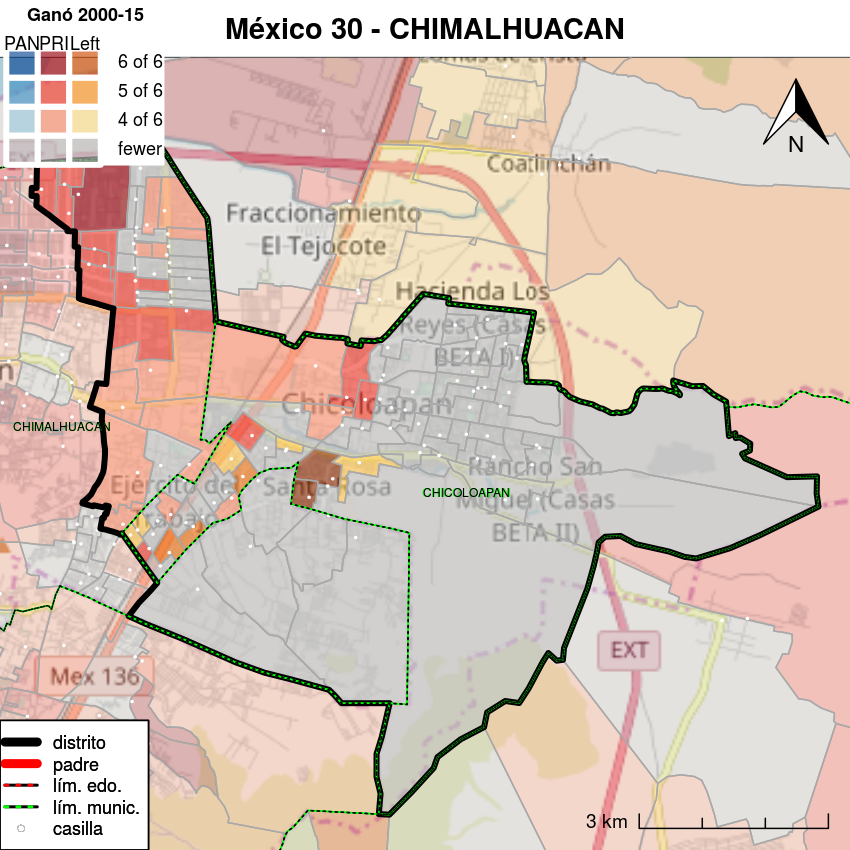 Ganó 2000-15
PAN PRI Left
6 of 6
5 of 6
4 of 6
fewer
México 30 - CHIMALHUACAN
N
Coatlinchán
Fraccionamiento
El Tejocote
Hacienda Los
Reyes (Casas
BETA I)
Chicoloapan
CHIMALHUACAN
Ejército del
Trabajo
Santa Rosa
Rancho San
Miguel (Casas
BETA II)
CHICOLOAPAN
EXT
Mex 136
distrito
padre
lím. edo.
lím. munic.
casilla
3 km